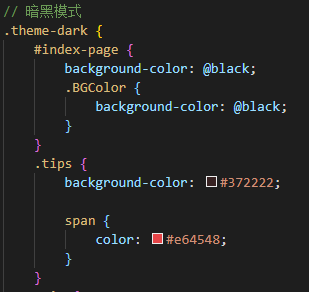 // 暗黑模式
.theme-dark {
#index-page {
background-color: @black;
.BGColor {
background-color: @black;
}
}
.tips {
background-color: #372222;
span {
color: #e64548;
}
}